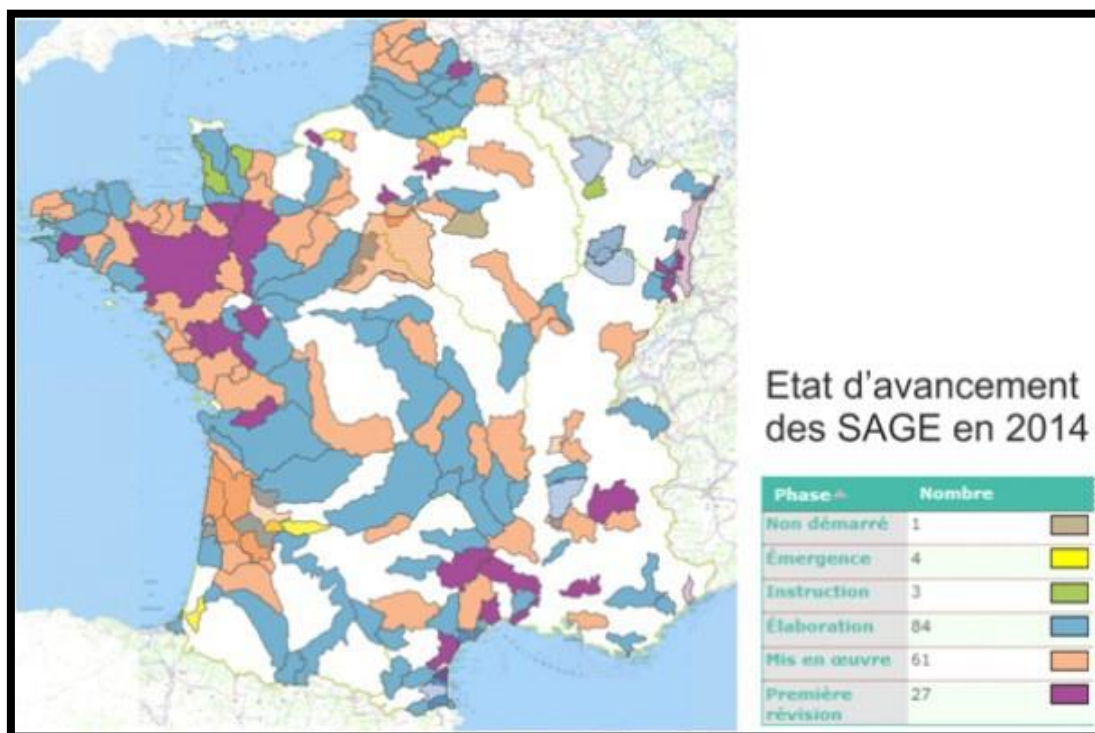 Etat d'avancement
des SAGE en 2014
Phase Nombre
Non démarré 1
Émergence 4
Instruction 3
Élaboration 84
Mis en œuvre 61
Première
révision 27